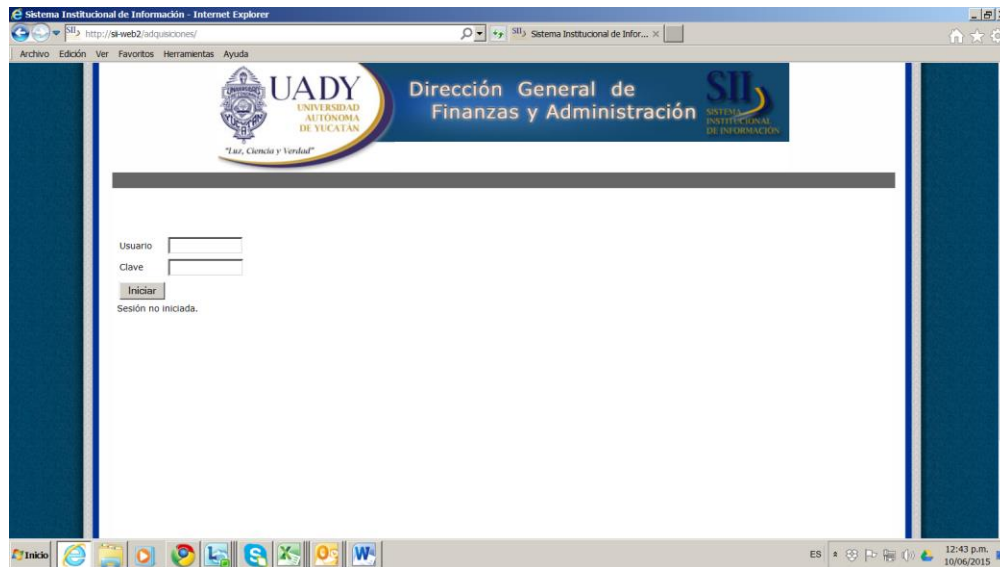 Sistema Institucional de Información - Internet Explorer
http://sii-web2/adquisiciones/
SII Sistema Institucional de Infor... ×
Archivo Edición Ver Favoritos Herramientas Ayuda
UADY
UNIVERSIDAD
AUTÓNOMA
DE YUCATÁN
"Luz, Ciencia y Verdad"
Dirección General de
Finanzas y Administración
SII
SISTEMA
INSTITUCIONAL
DE INFORMACIÓN
Usuario
Clave
Iniciar
Sesión no iniciada.
Inicio
ES
12:43 p.m.
10/06/2015